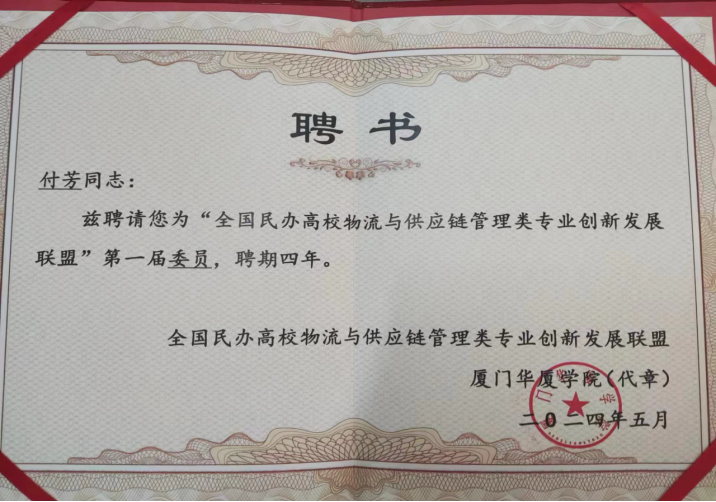 聘书
付芳同志：
兹聘请您为“全国民办高校物流与供应链管理类专业创新发展
联盟”第一届委员，聘期四年。
全国民办高校物流与供应链管理类专业创新发展联盟
厦门华厦学院（代章）
二〇二四年五月